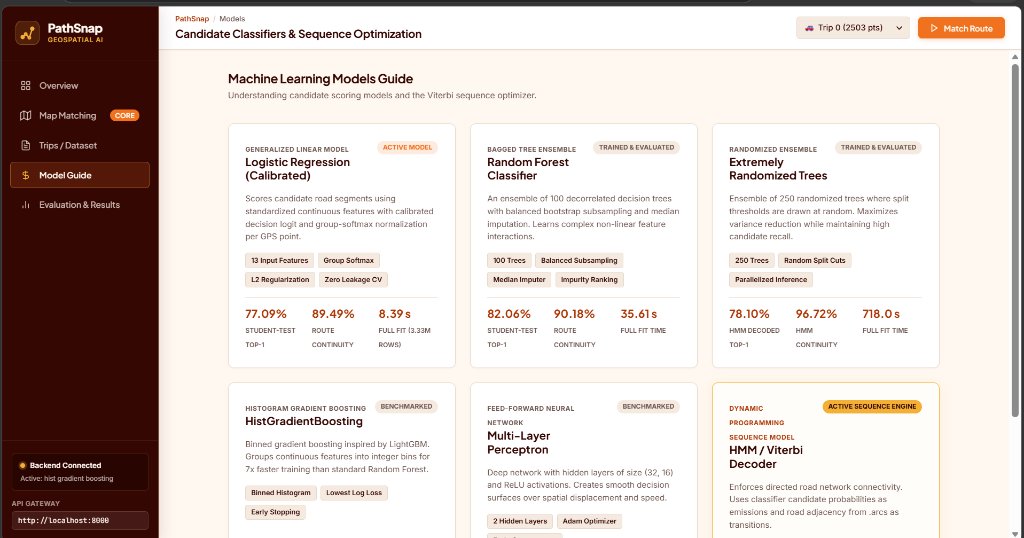 PathSnap
GEOSPATIAL AI
Overview
Map Matching CORE
Trips / Dataset
Model Guide
Evaluation & Results
Backend Connected
Active: hist gradient boosting
API GATEWAY
http://localhost:8000
PathSnap / Models
Candidate Classifiers & Sequence Optimization
Trip 0 (2503 pts)
Match Route
Machine Learning Models Guide
Understanding candidate scoring models and the Viterbi sequence optimizer.
GENERALIZED LINEAR MODEL
ACTIVE MODEL
Logistic Regression
(Calibrated)
Scores candidate road segments using
standardized continuous features with calibrated
decision logit and group-softmax normalization
per GPS point.
13 Input Features Group Softmax
L2 Regularization Zero Leakage CV
77.09% 89.49% 8.39 s
STUDENT-TEST ROUTE FULL FIT (3.33M
TOP-1 CONTINUITY ROWS)
BAGGED TREE ENSEMBLE
TRAINED & EVALUATED
Random Forest
Classifier
An ensemble of 100 decorrelated decision trees
with balanced bootstrap subsampling and median
imputation. Learns complex non-linear feature
interactions.
100 Trees Balanced Subsampling
Median Imputer Impurity Ranking
82.06% 90.18% 35.61 s
STUDENT-TEST ROUTE FULL FIT TIME
TOP-1 CONTINUITY
RANDOMIZED ENSEMBLE
TRAINED & EVALUATED
Extremely
Randomized Trees
Ensemble of 250 randomized trees where split
thresholds are drawn at random. Maximizes
variance reduction while maintaining high
candidate recall.
250 Trees Random Split Cuts
Parallelized Inference
78.10% 96.72% 718.0 s
HMM DECODED HMM FULL FIT TIME
TOP-1 CONTINUITY
HISTOGRAM GRADIENT BOOSTING
BENCHMARKED
HistGradientBoosting
Binned gradient boosting inspired by LightGBM.
Groups continuous features into integer bins for
7x faster training than standard Random Forest.
Binned Histogram Lowest Log Loss
Early Stopping
FEED-FORWARD NEURAL
NETWORK
BENCHMARKED
Multi-Layer
Perceptron
Deep network with hidden layers of size (32, 16)
and ReLU activations. Creates smooth decision
surfaces over spatial displacement and speed.
2 Hidden Layers Adam Optimizer
DYNAMIC
PROGRAMMING
SEQUENCE MODEL
ACTIVE SEQUENCE ENGINE
HMM / Viterbi
Decoder
Enforces directed road network connectivity.
Uses classifier candidate probabilities as
emissions and road adjacency from .arcs as
transitions.